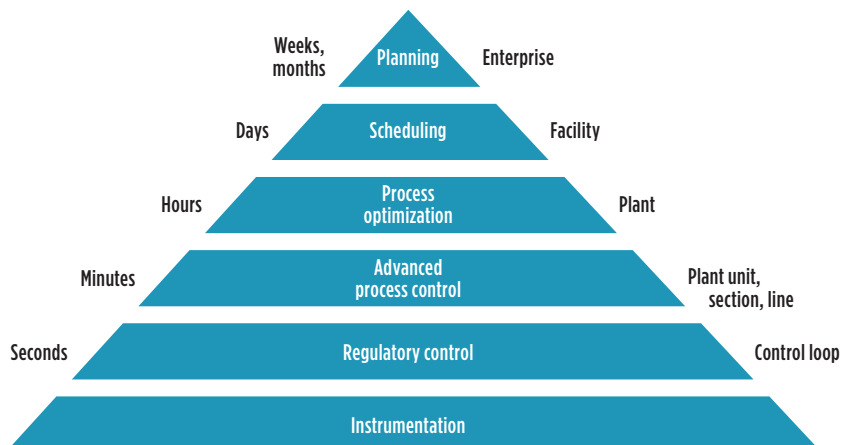 Weeks,
months
Planning
Enterprise
Days
Scheduling
Facility
Hours
Process
optimization
Plant
Minutes
Advanced
process control
Plant unit,
section, line
Seconds
Regulatory control
Control loop
Instrumentation